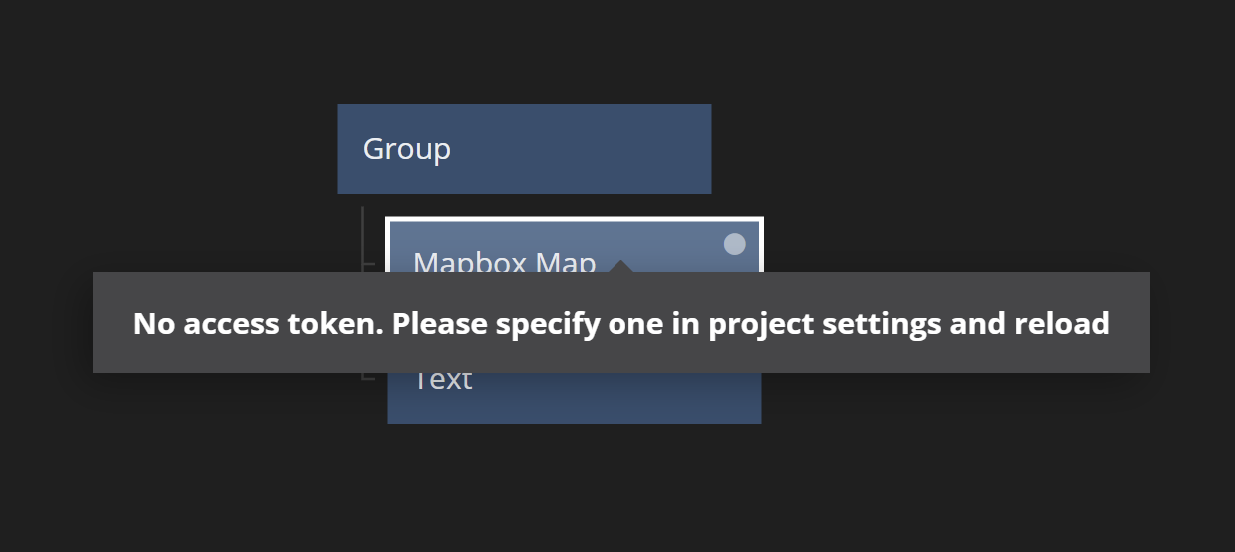 Group
Mapbox Map
No access token. Please specify one in project settings and reload
Text